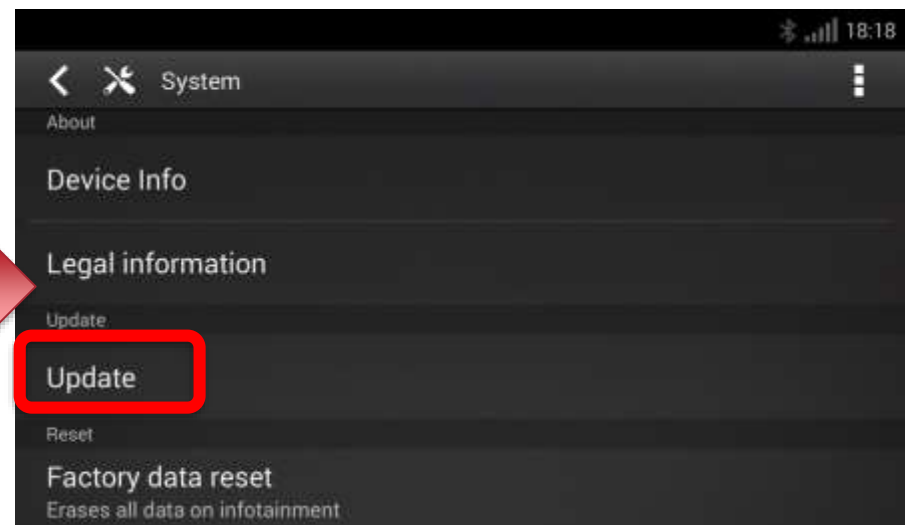 18:18
System
About
Device Info
Legal information
Update
Update
Reset
Factory data reset
Erases all data on infotainment